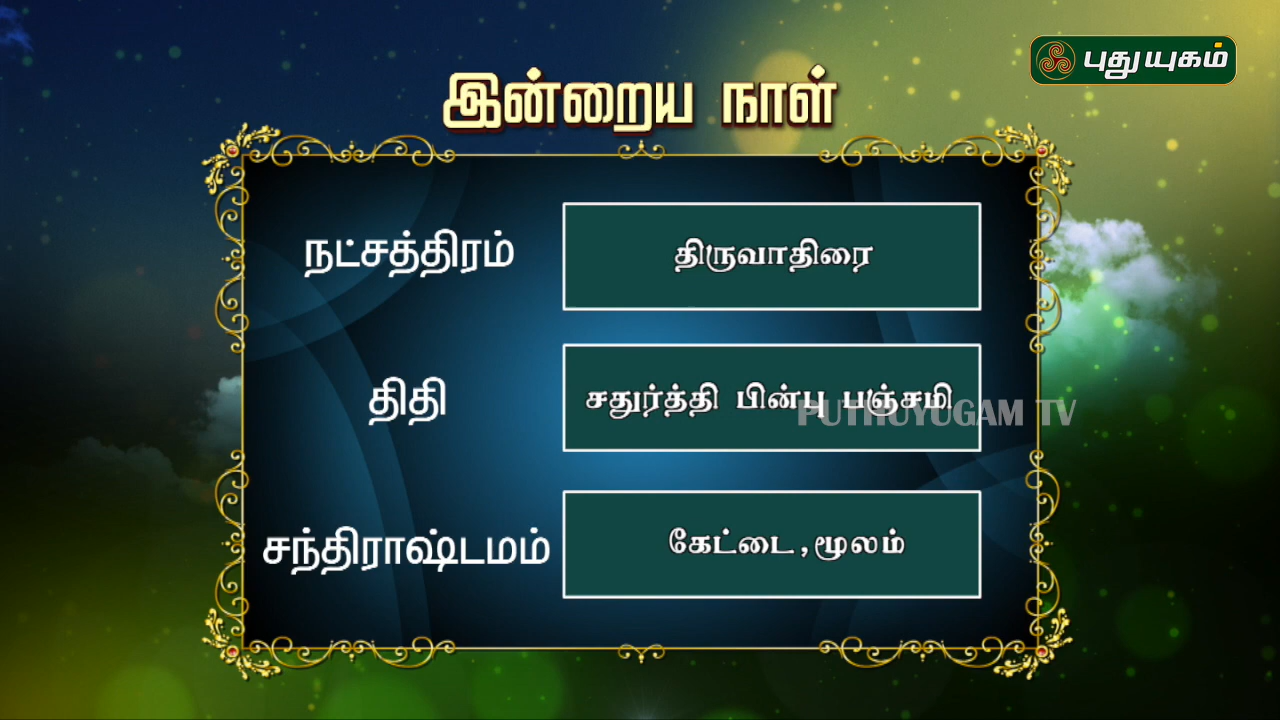 புதுயுகம்
இன்றைய நாள்
நட்சத்திரம் திருவாதிரை
திதி சதுர்த்தி பின்பு பஞ்சமி
PUTHUYUGAM TV
சந்திராஷ்டமம் கேட்டை,மூலம்